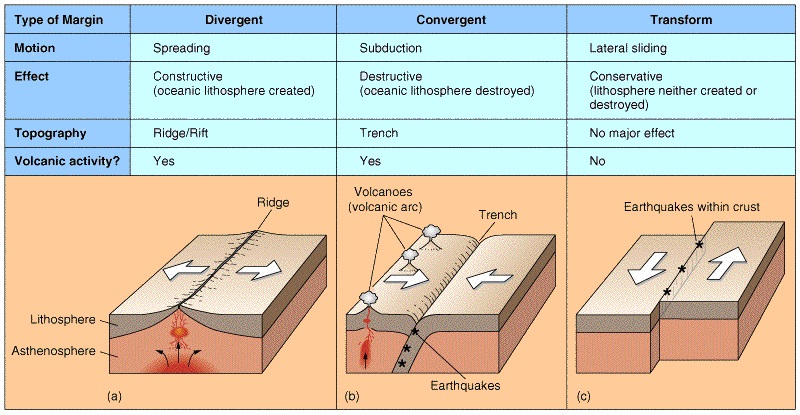 Type of Margin Divergent Convergent Transform
Motion Spreading Subduction Lateral sliding
Effect Constructive Destructive Conservative
(oceanic lithosphere created) (oceanic lithosphere destroyed) (lithosphere neither created or
destroyed)
Topography Ridge/Rift Trench No major effect
Volcanic activity? Yes Yes No
Ridge
Lithosphere
Asthenosphere
(a)
Volcanoes
(volcanic arc)
Trench
Earthquakes
(b)
Earthquakes within crust
(c)